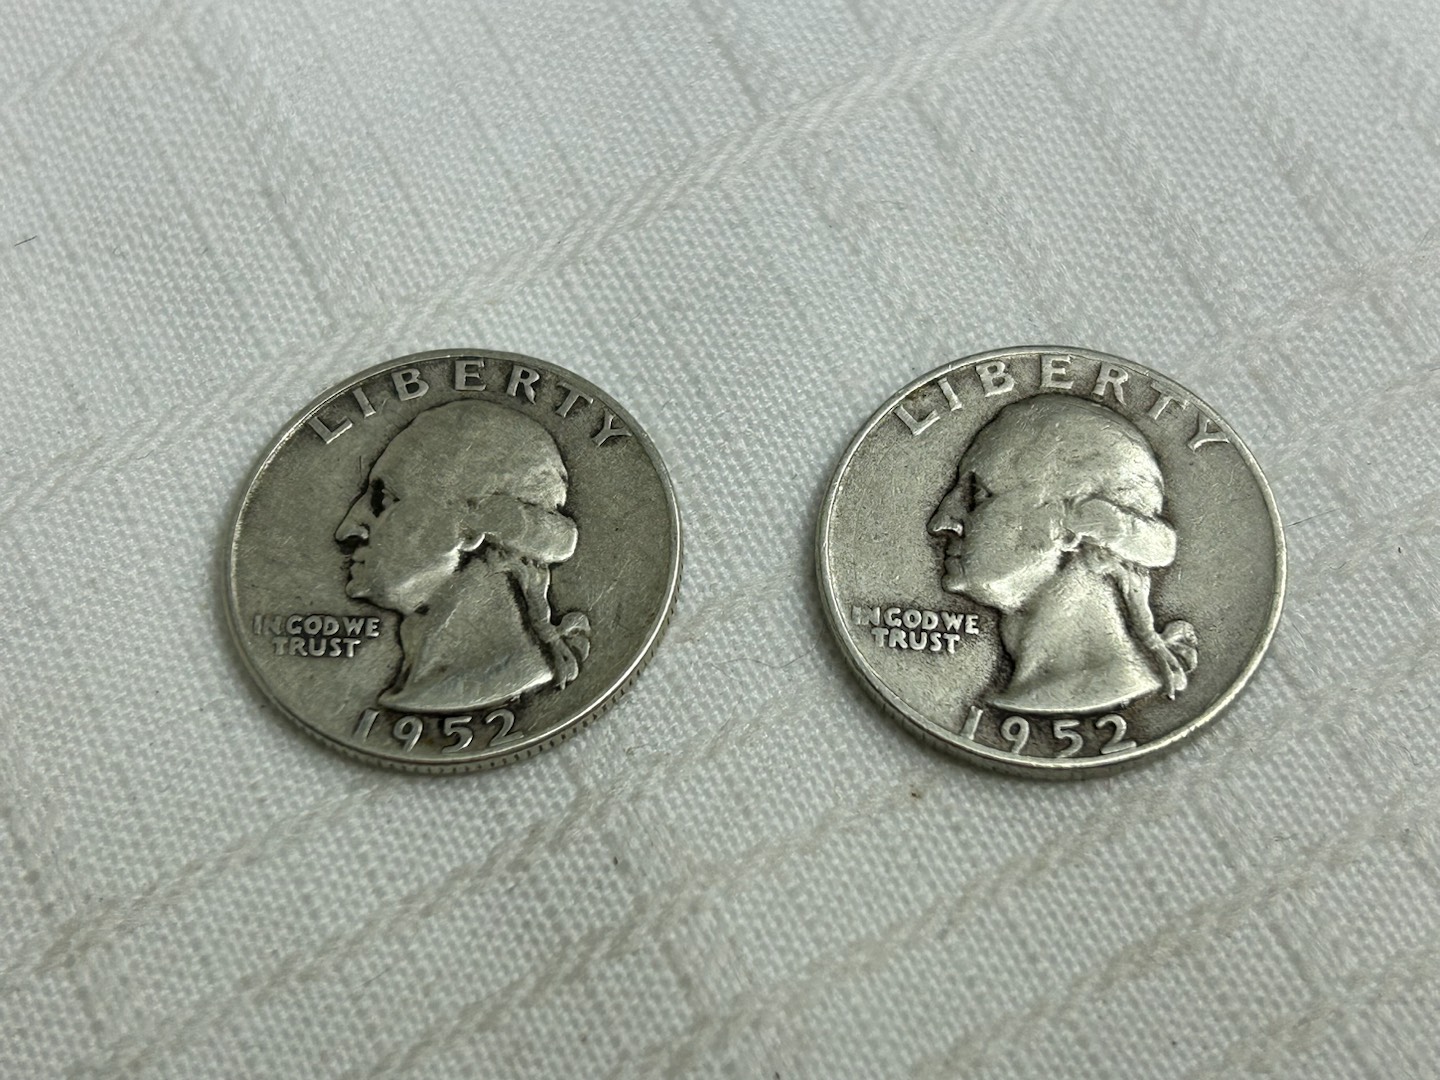 LIBERTY
IN GOD WE
TRUST
1952
LIBERTY
IN GOD WE
TRUST
1952